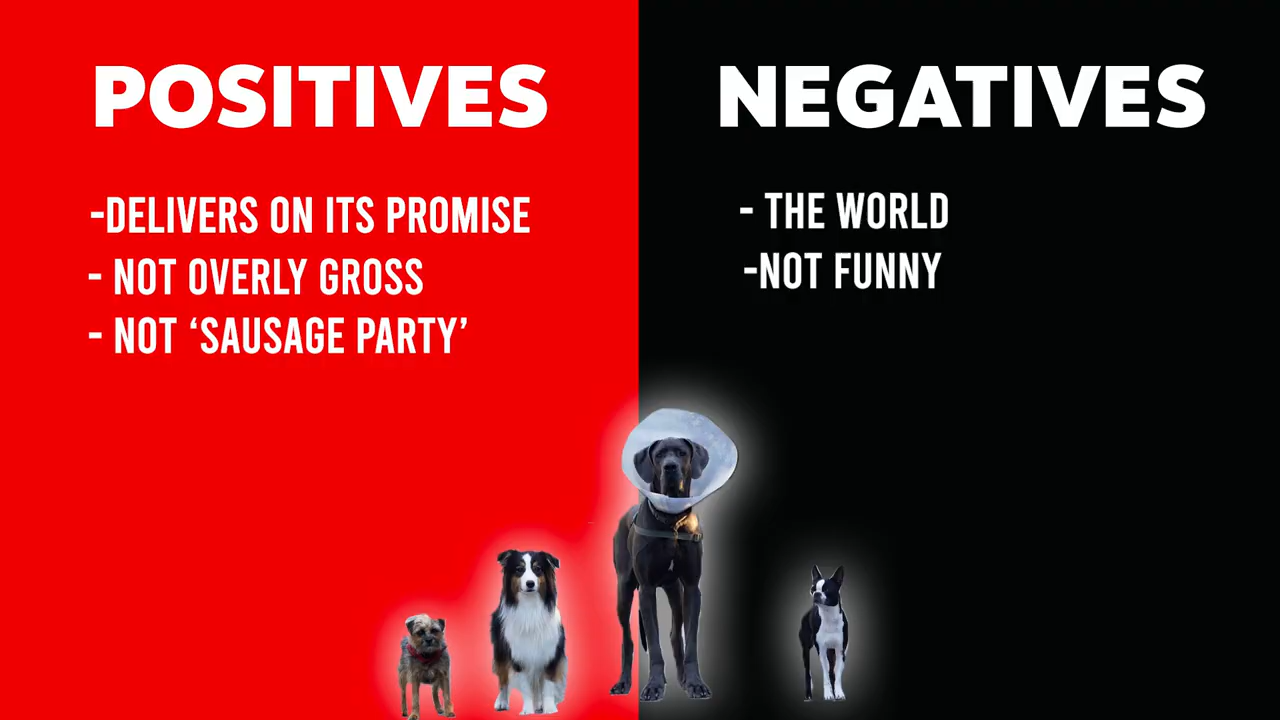 POSITIVES
-DELIVERS ON ITS PROMISE
- NOT OVERLY GROSS
- NOT ‘SAUSAGE PARTY’
NEGATIVES
- THE WORLD
-NOT FUNNY